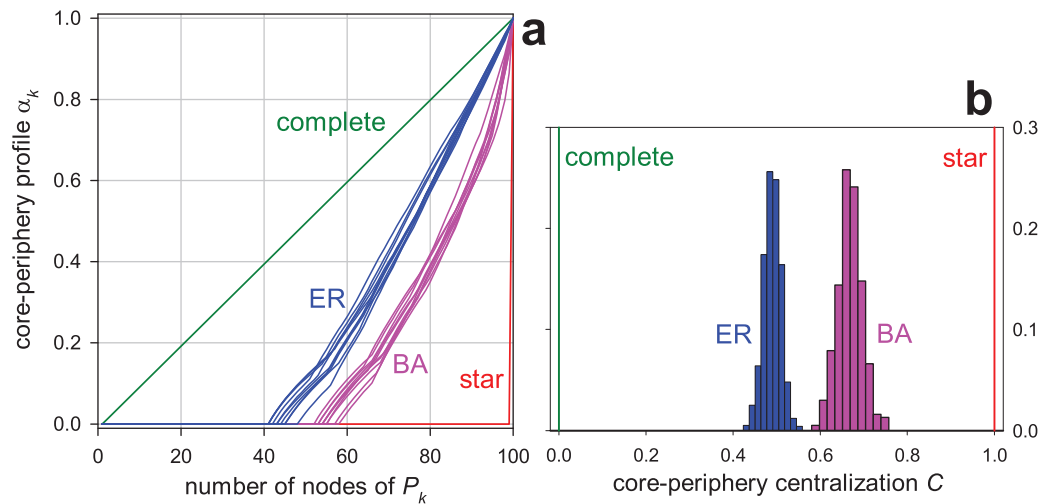 a
core-periphery profile αk
1.0
0.8
0.6
0.4
0.2
0.0
complete
ER
BA
star
0 20 40 60 80 100
number of nodes of Pk
b
complete
star
ER
BA
0.3
0.2
0.1
0.0
0.0 0.2 0.4 0.6 0.8 1.0
core-periphery centralization C